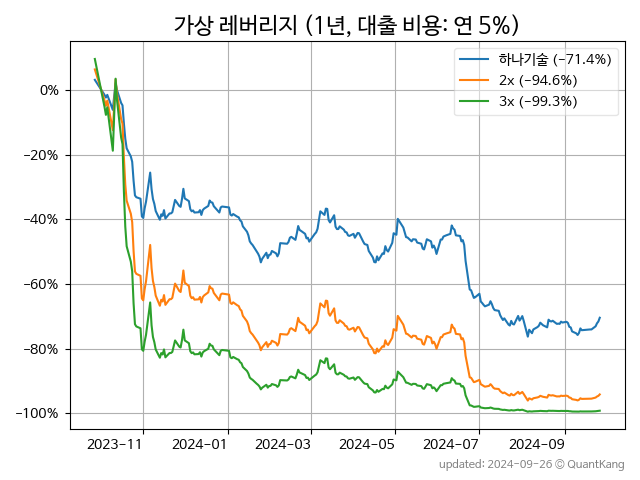 가상 레버리지 (1년, 대출 비용: 연 5%)
하나기술 (−71.4%)
2x (−94.6%)
3x (−99.3%)
0%
−20%
−40%
−60%
−80%
−100%
2023-11 2024-01 2024-03 2024-05 2024-07 2024-09
updated: 2024-09-26 © QuantKang